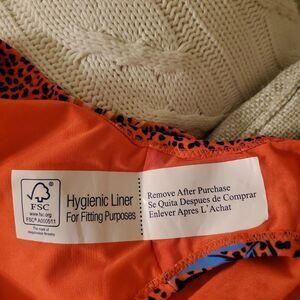 FSC
www.fsc.org
FSC® A000511
The mark of
responsible forestry
Hygienic Liner
For Fitting Purposes
Remove After Purchase
Se Quita Despues de Comprar
Enlever Apres L'Achat